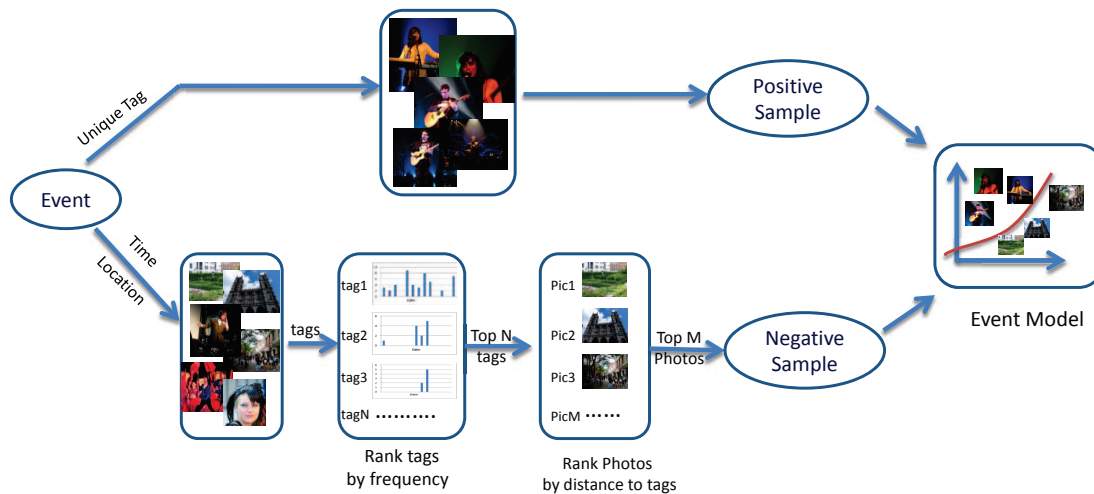 Unique Tag
Positive
Sample
Event
Time
Location
tags
tag1
tag2
tag3
tagN ……….
Top N
tags
Pic1
Pic2
Pic3
PicM ……
Top M
Photos
Negative
Sample
Event Model
Rank tags
by frequency
Rank Photos
by distance to tags